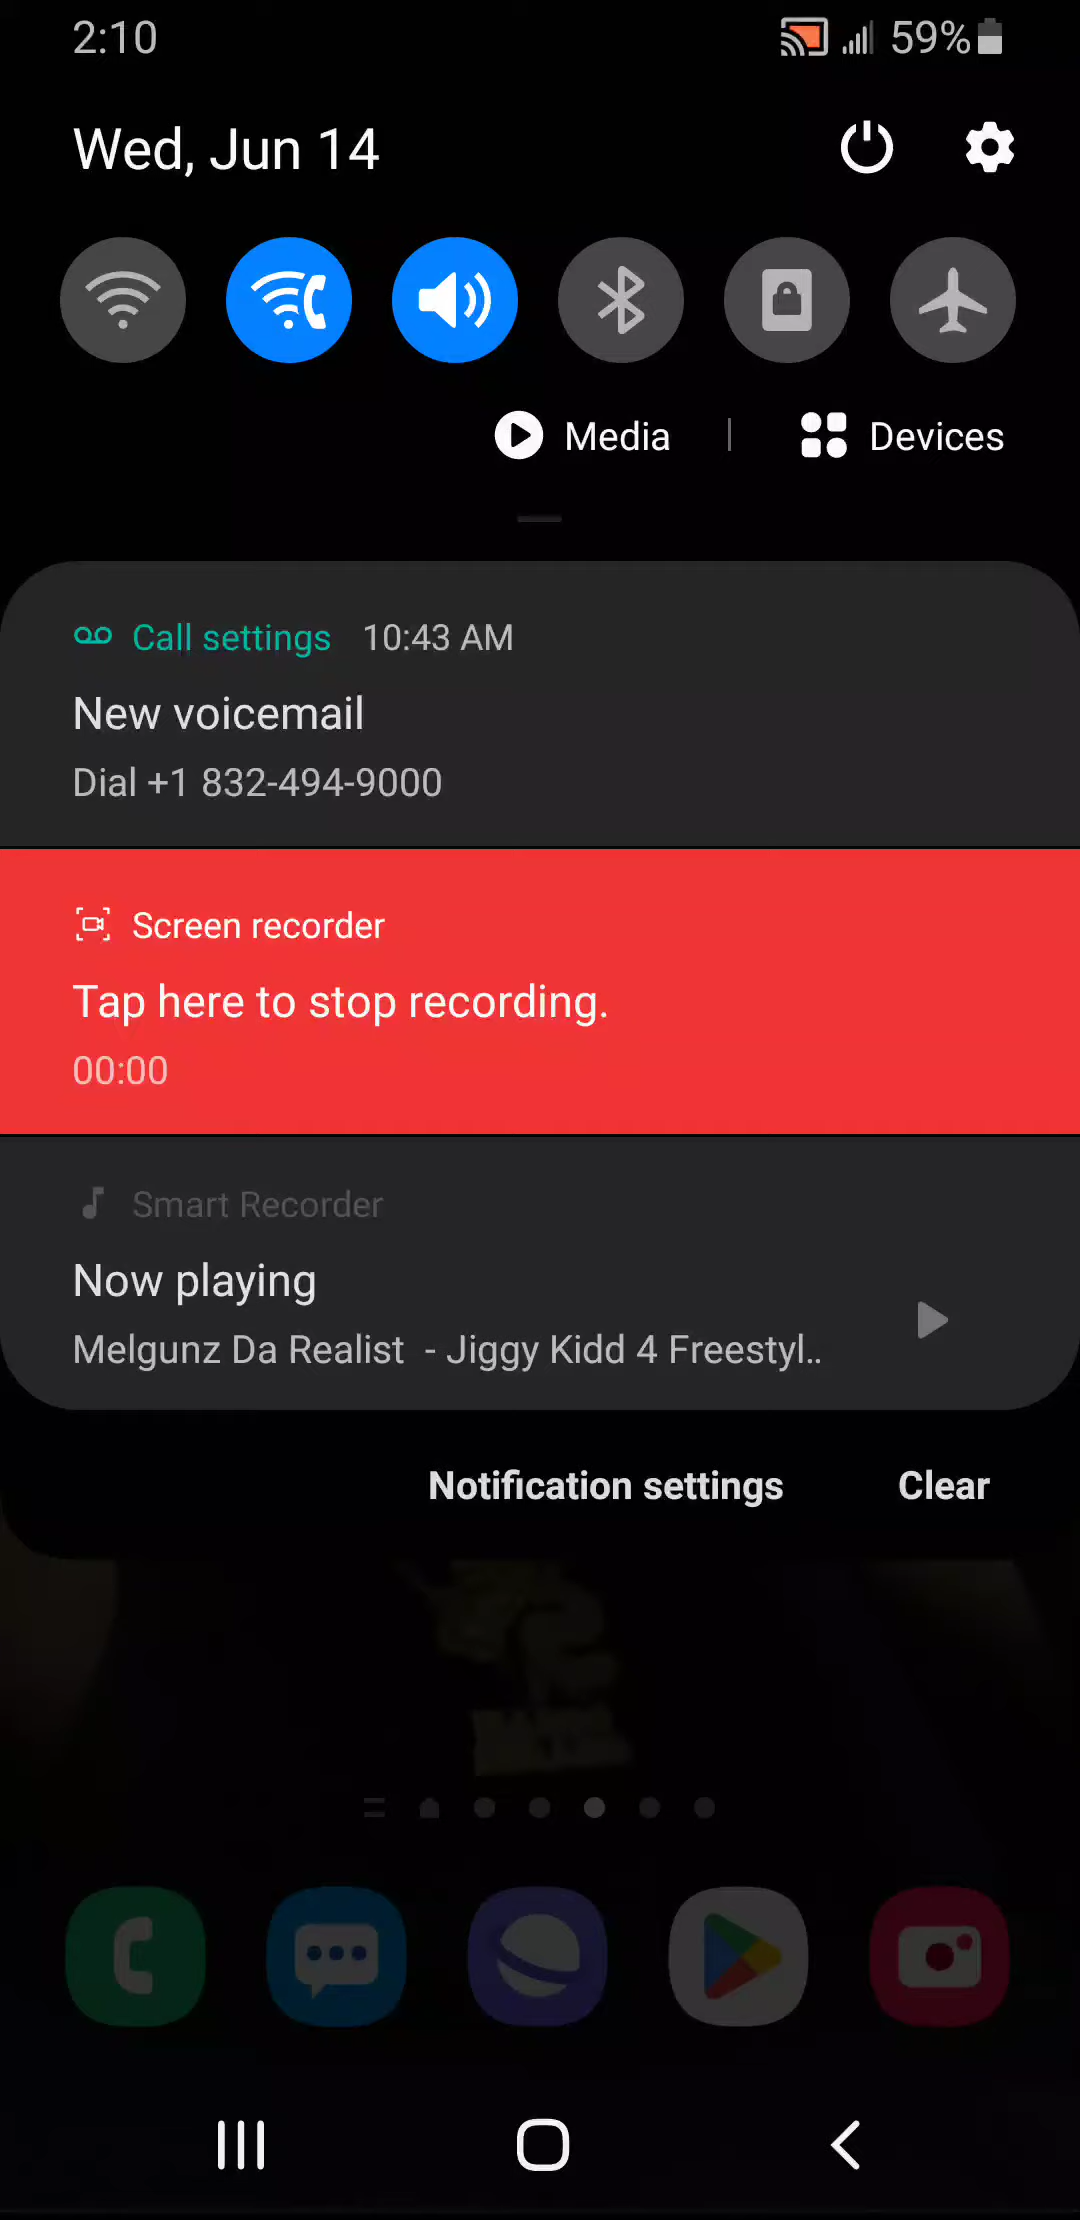 2:10 59%
Wed, Jun 14
Media | Devices
Call settings 10:43 AM
New voicemail
Dial +1 832-494-9000
Screen recorder
Tap here to stop recording.
00:00
Smart Recorder
Now playing
Melgunz Da Realist - Jiggy Kidd 4 Freestyl..
Notification settings Clear